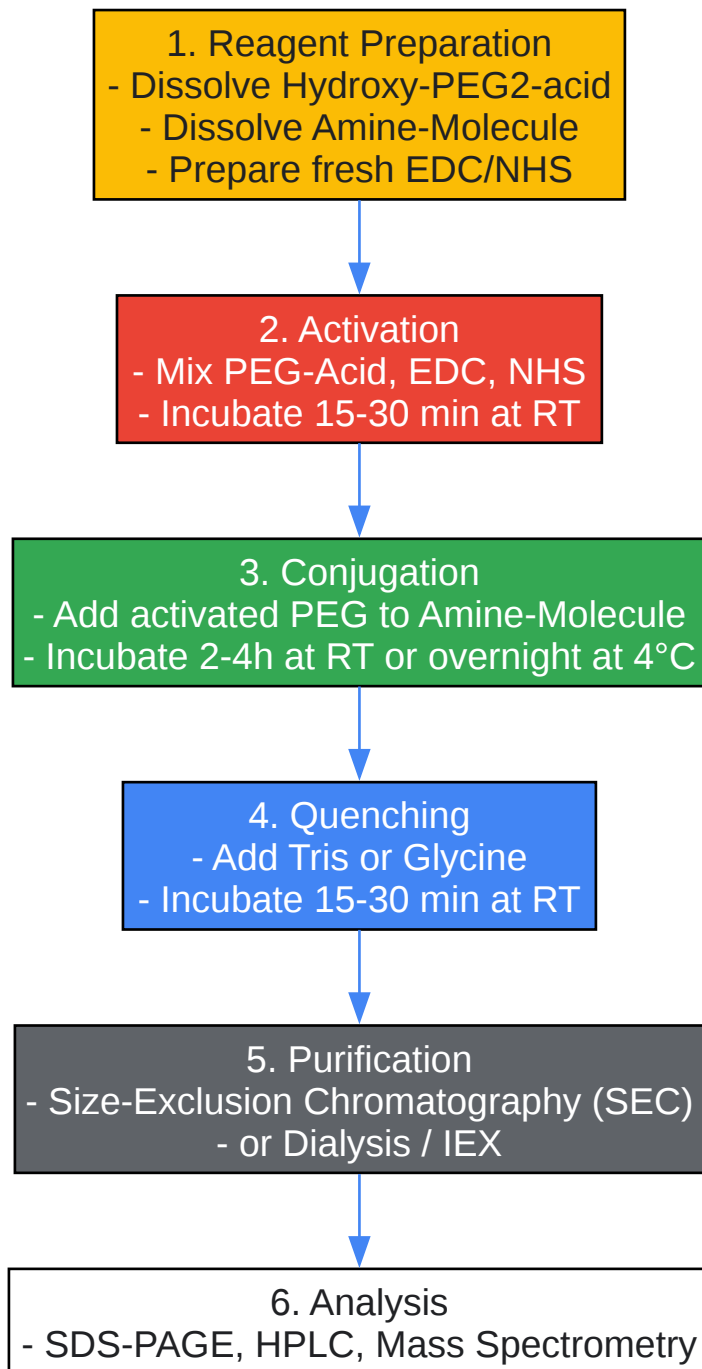 1. Reagent Preparation
- Dissolve Hydroxy-PEG2-acid
- Dissolve Amine-Molecule
- Prepare fresh EDC/NHS
2. Activation
- Mix PEG-Acid, EDC, NHS
- Incubate 15-30 min at RT
3. Conjugation
- Add activated PEG to Amine-Molecule
- Incubate 2-4h at RT or overnight at 4°C
4. Quenching
- Add Tris or Glycine
- Incubate 15-30 min at RT
5. Purification
- Size-Exclusion Chromatography (SEC)
- or Dialysis / IEX
6. Analysis
- SDS-PAGE, HPLC, Mass Spectrometry